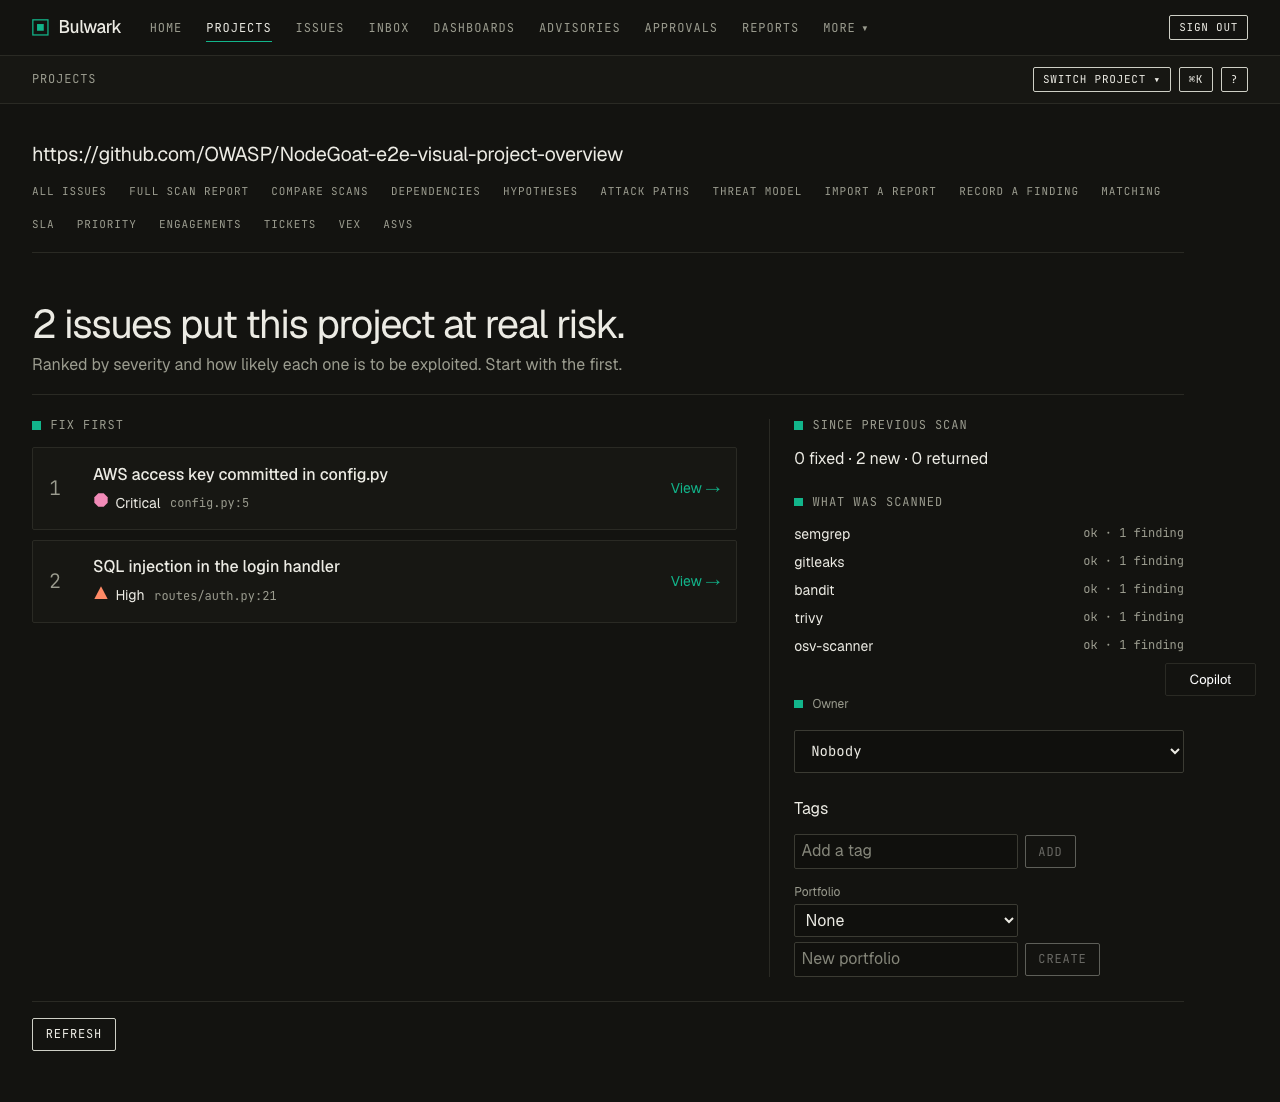 Bulwark
HOME PROJECTS ISSUES INBOX DASHBOARDS ADVISORIES APPROVALS REPORTS MORE ▾
SIGN OUT
PROJECTS
SWITCH PROJECT ▾ ⌘K ?
https://github.com/OWASP/NodeGoat-e2e-visual-project-overview
ALL ISSUES FULL SCAN REPORT COMPARE SCANS DEPENDENCIES HYPOTHESES ATTACK PATHS THREAT MODEL IMPORT A REPORT RECORD A FINDING MATCHING
SLA PRIORITY ENGAGEMENTS TICKETS VEX ASVS
2 issues put this project at real risk.
Ranked by severity and how likely each one is to be exploited. Start with the first.
FIX FIRST
1
AWS access key committed in config.py
Critical config.py:5
View →
2
SQL injection in the login handler
High routes/auth.py:21
View →
SINCE PREVIOUS SCAN
0 fixed · 2 new · 0 returned
WHAT WAS SCANNED
semgrep ok · 1 finding
gitleaks ok · 1 finding
bandit ok · 1 finding
trivy ok · 1 finding
osv-scanner ok · 1 finding
Copilot
Owner
Nobody
Tags
Add a tag ADD
Portfolio
None
New portfolio CREATE
REFRESH